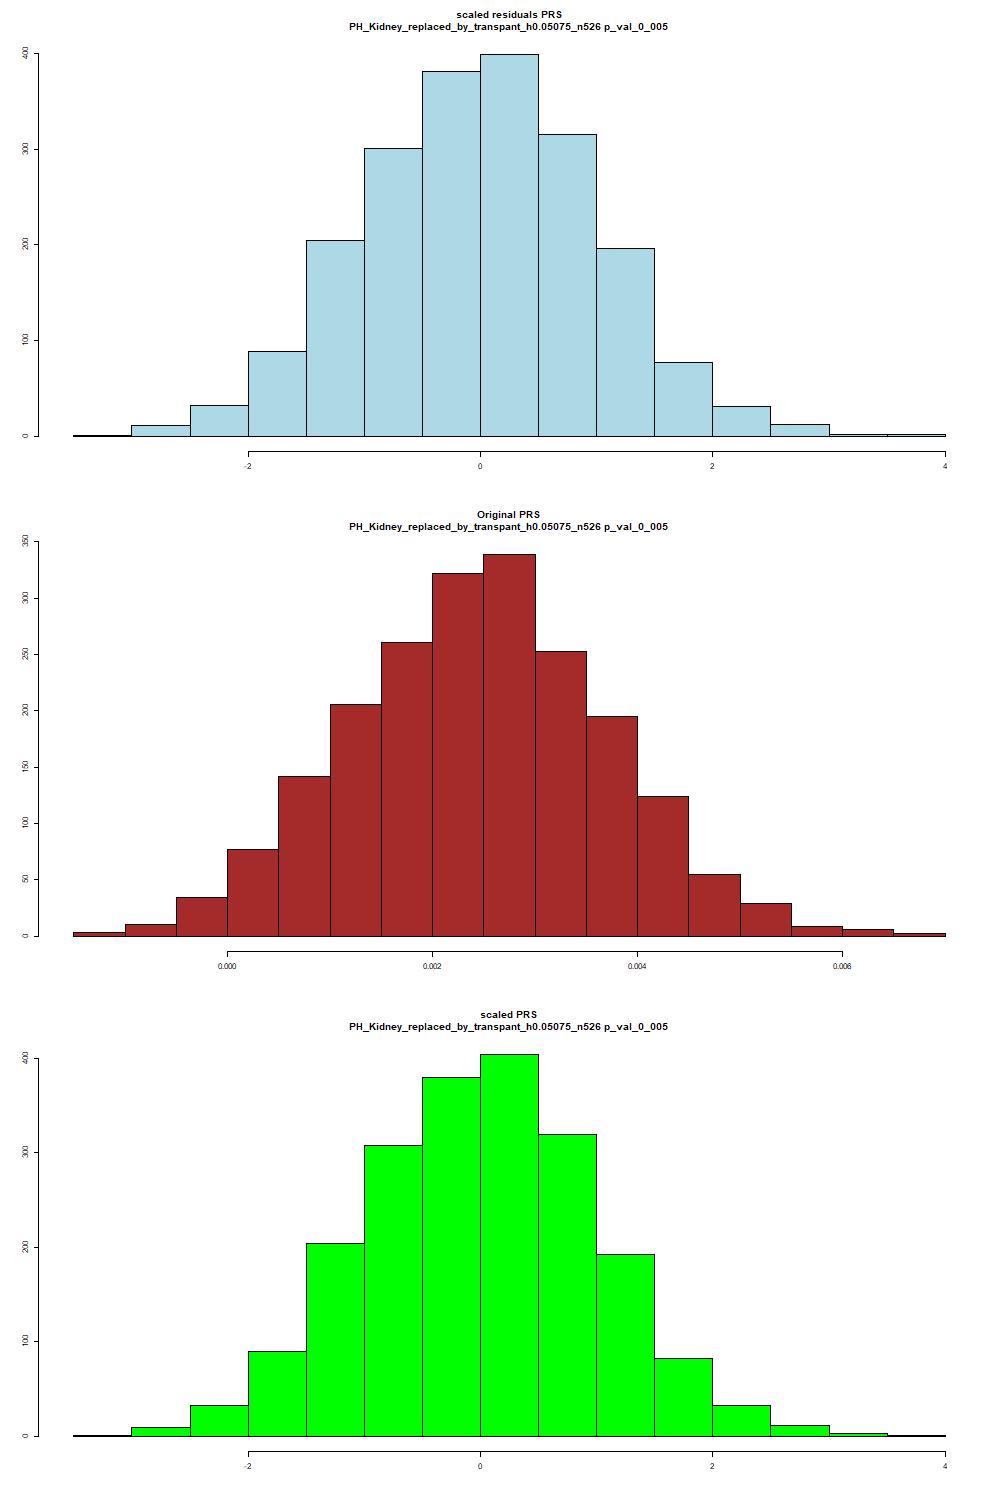 scaled residuals PRS
PH_Kidney_replaced_by_transpant_h0.05075_n526 p_val_0_005
400
300
200
100
0
-2 0 2 4
Original PRS
PH_Kidney_replaced_by_transpant_h0.05075_n526 p_val_0_005
350
300
250
200
150
100
50
0
0.000 0.002 0.004 0.006
scaled PRS
PH_Kidney_replaced_by_transpant_h0.05075_n526 p_val_0_005
400
300
200
100
0
-2 0 2 4